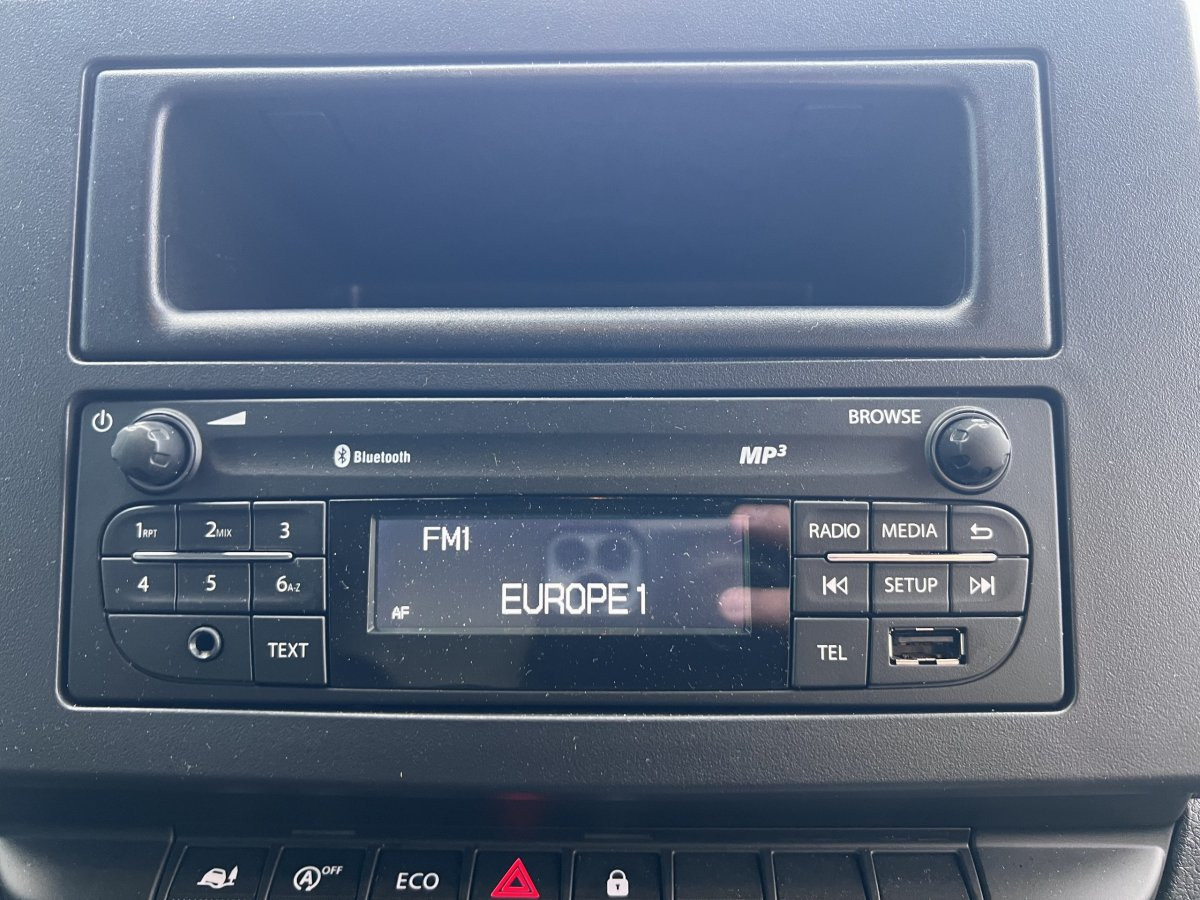 BROWSE
Bluetooth
MP3
1RPT 2MIX 3
RADIO MEDIA
FM1
4 5 6A-Z
SETUP
AF EUROPE 1
TEXT
TEL
A OFF
ECO